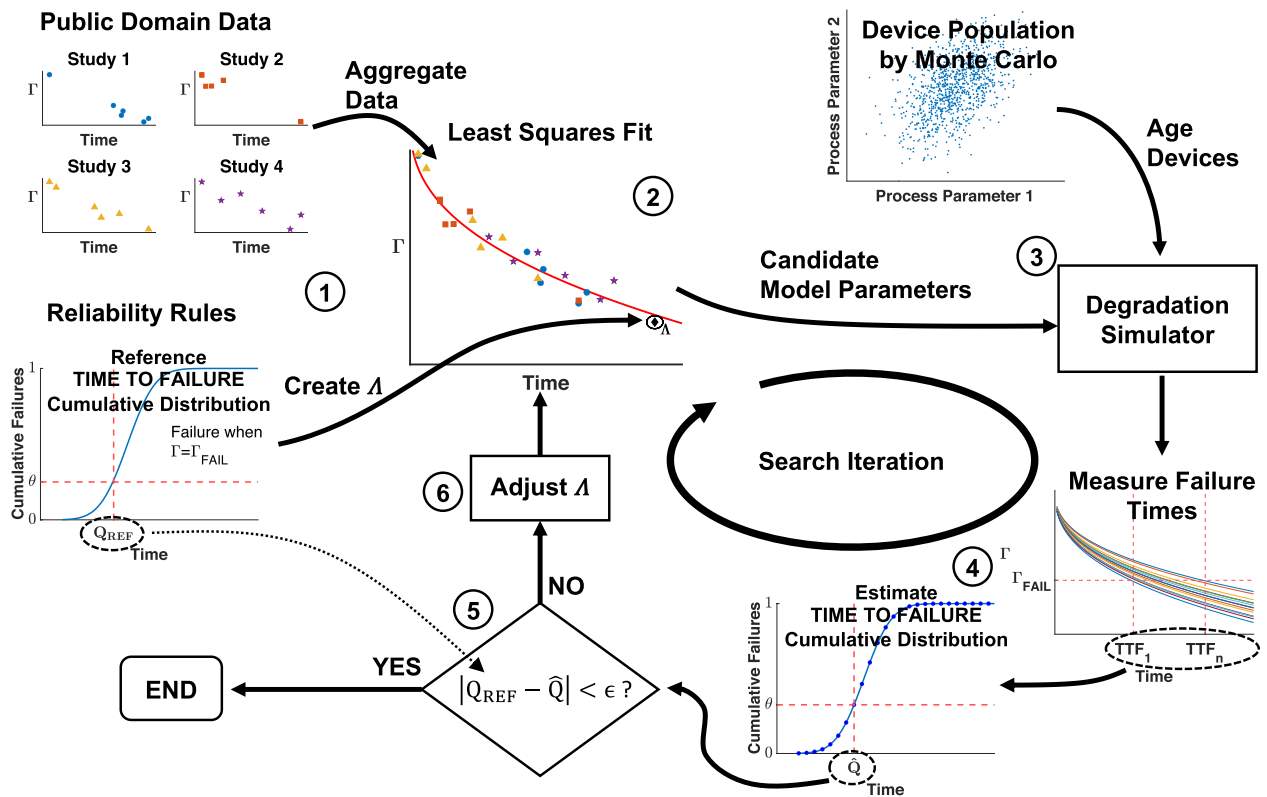 Public Domain Data
Study 1
Γ
Time
Study 2
Γ
Time
Study 3
Γ
Time
Study 4
Γ
Time
Aggregate
Data
Least Squares Fit
Γ
Λ
Time
1
2
Device Population
by Monte Carlo
Process Parameter 2
Process Parameter 1
Age
Devices
3
Candidate
Model Parameters
Degradation
Simulator
Reliability Rules
Reference
TIME TO FAILURE
Cumulative Distribution
Failure when
Γ=Γ_FAIL
Cumulative Failures
1
θ
0
Q_REF
Time
Create Λ
Search Iteration
6
Adjust Λ
Measure Failure
Times
4
Γ
Γ_FAIL
TTF_1
TTF_n
Time
Estimate
TIME TO FAILURE
Cumulative Distribution
Cumulative Failures
1
θ
0
Q̂
Time
5
NO
YES
|Q_REF − Q̂| < ϵ ?
END